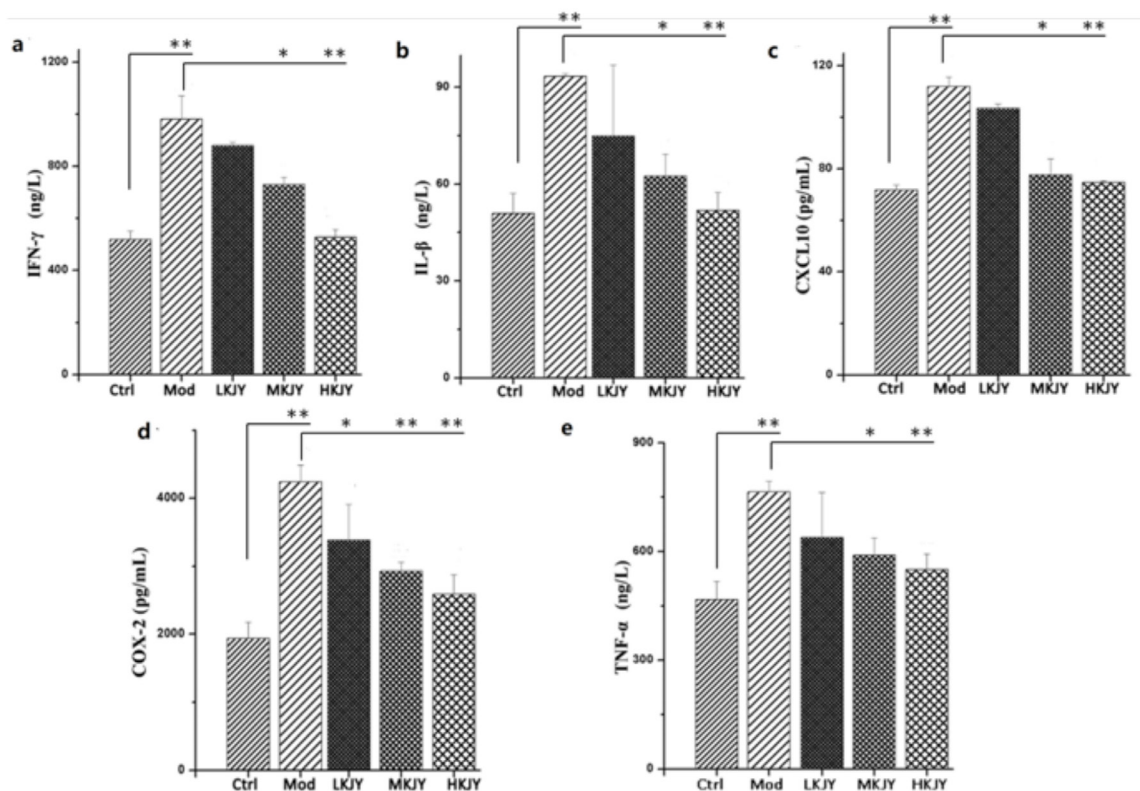 a
IFN-γ (ng/L)
1200
800
400
0
** * **
Ctrl Mod LKJY MKJY HKJY
b
IL-β (ng/L)
90
60
30
0
** * **
Ctrl Mod LKJY MKJY HKJY
c
CXCL10 (pg/mL)
120
80
40
0
** * **
Ctrl Mod LKJY MKJY HKJY
d
COX-2 (pg/mL)
4000
2000
0
** * ** **
Ctrl Mod LKJY MKJY HKJY
e
TNF-α (ng/L)
900
600
300
0
** * **
Ctrl Mod LKJY MKJY HKJY